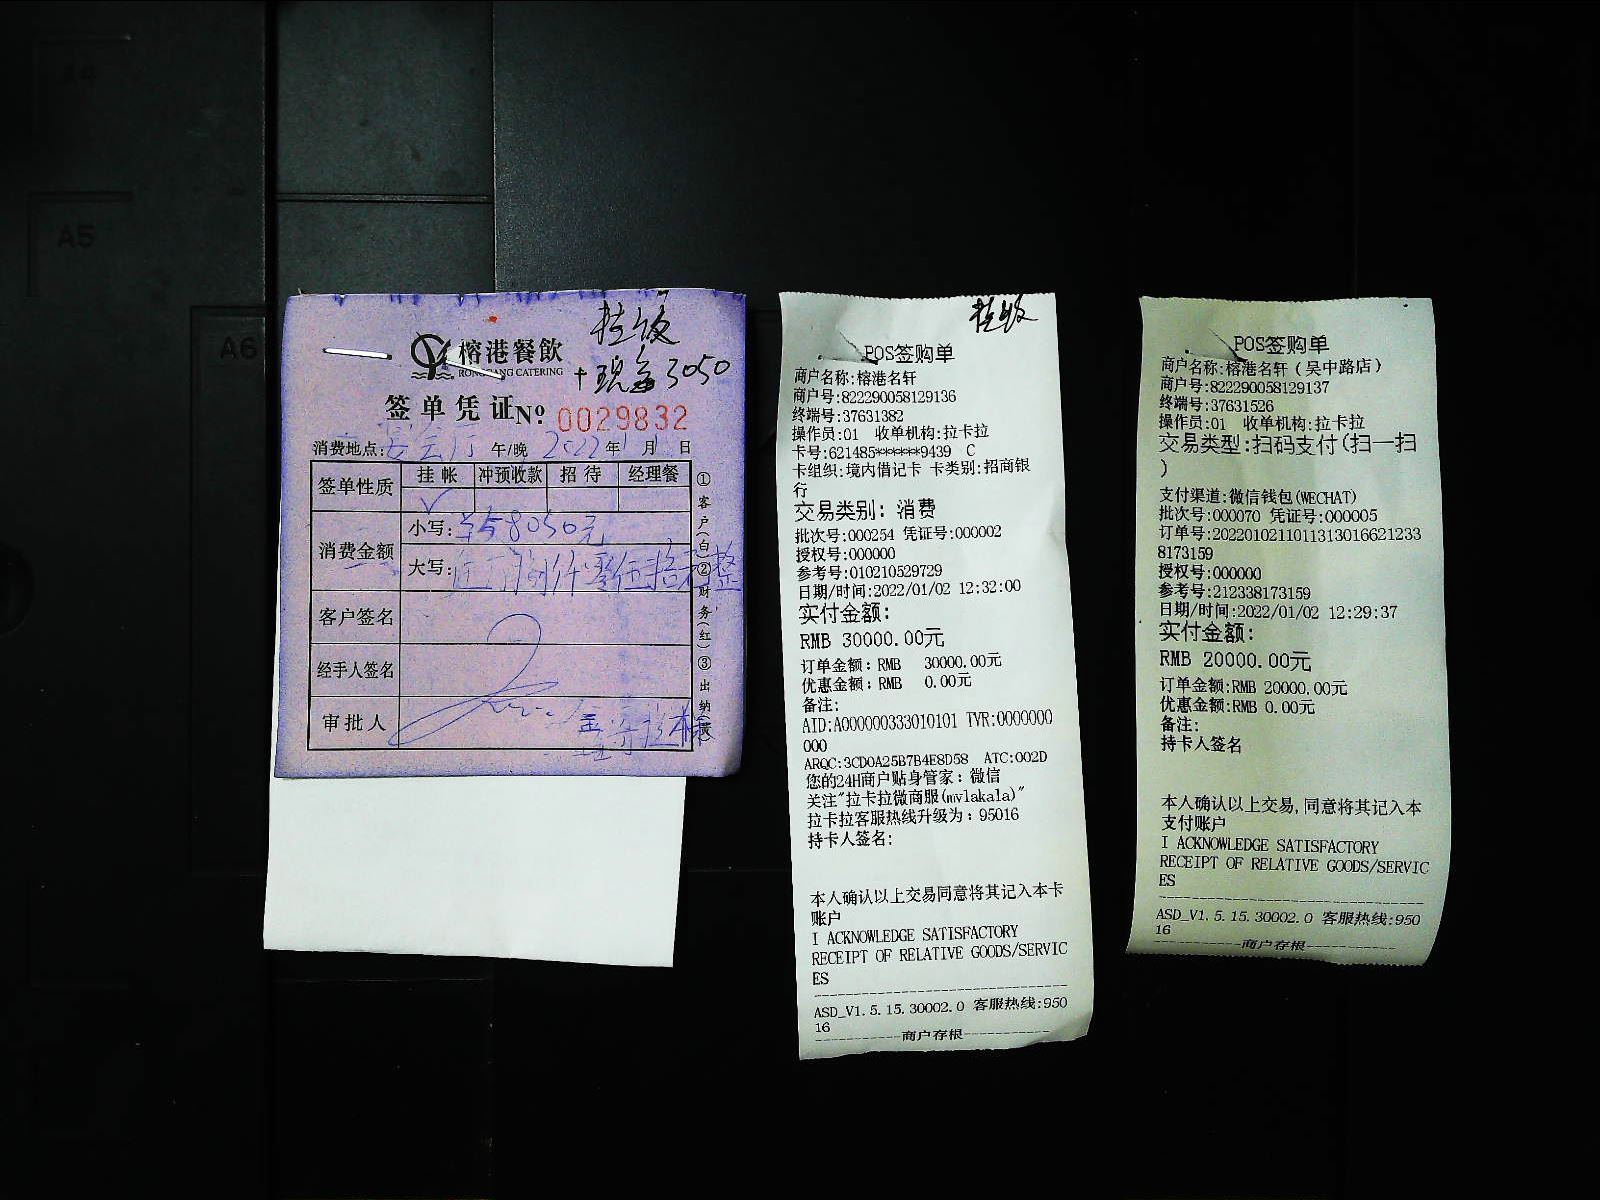 A4
A5
A6
榕港餐飲
RONGGANG CATERING
+现金3050
签单凭证No. 0029832
消费地点: 宴会厅 午/晚 2022年1月1日
签单性质 挂帐 冲预收款 招待 经理餐
消费金额
小写: 8050元
大写: 仟零伍拾元整
客户签名
经手人签名
审批人
①客户(白)②财务(红)③出纳(黄)
POS签购单
商户名称:榕港名轩
商户号:822290058129136
终端号:37631382
操作员:01 收单机构:拉卡拉
卡号:621485******9439 C
卡组织:境内借记卡 卡类别:招商银
行
交易类别: 消费
批次号:000254 凭证号:000002
授权号:000000
参考号:010210529729
日期/时间:2022/01/02 12:32:00
实付金额:
RMB 30000.00元
订单金额: RMB 30000.00元
优惠金额: RMB 0.00元
备注:
AID:A000000333010101 TVR:0000000
000
ARQC:3CD0A25B7B4E8D58 ATC:002D
您的24H商户贴身管家: 微信
关注"拉卡拉微商服(mvlakala)"
拉卡拉客服热线升级为: 95016
持卡人签名:
本人确认以上交易同意将其记入本卡
账户
I ACKNOWLEDGE SATISFACTORY
RECEIPT OF RELATIVE GOODS/SERVIC
ES
ASD_V1.5.15.30002.0 客服热线:950
16
商户存根
POS签购单
商户名称:榕港名轩(吴中路店)
商户号:822290058129137
终端号:37631526
操作员:01 收单机构:拉卡拉
交易类型:扫码支付(扫一扫
)
支付渠道:微信钱包(WECHAT)
批次号:000070 凭证号:000005
订单号:2022010211011313016621233
8173159
授权号:000000
参考号:212338173159
日期/时间:2022/01/02 12:29:37
实付金额:
RMB 20000.00元
订单金额:RMB 20000.00元
优惠金额:RMB 0.00元
备注:
持卡人签名
本人确认以上交易,同意将其记入本
支付账户
I ACKNOWLEDGE SATISFACTORY
RECEIPT OF RELATIVE GOODS/SERVIC
ES
ASD_V1.5.15.30002.0 客服热线:950
16
商户存根